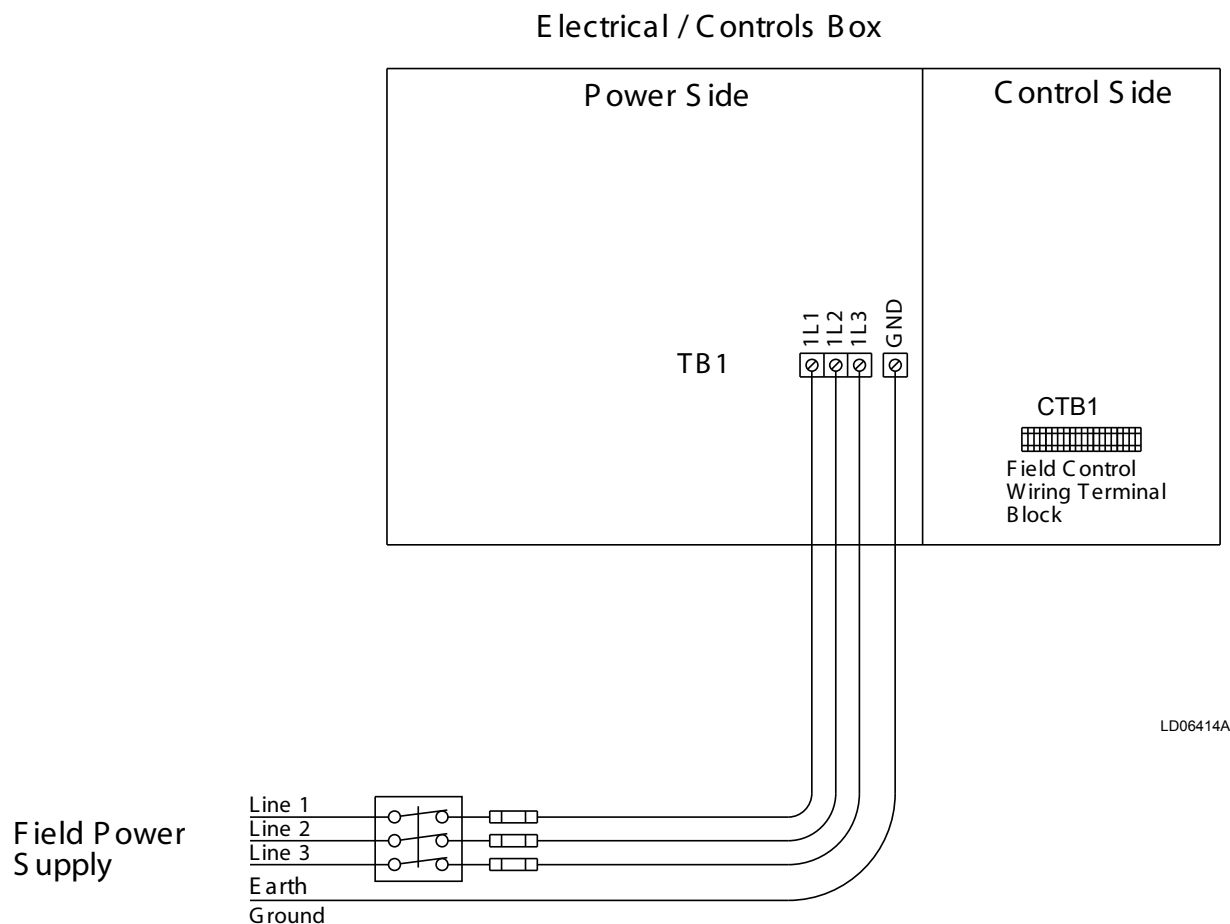 Electrical / Controls Box
Power Side
Control Side
1L1
1L2
1L3
GND
TB1
CTB1
Field Control
Wiring Terminal
Block
LD06414A
Field Power
Supply
Line 1
Line 2
Line 3
Earth
Ground